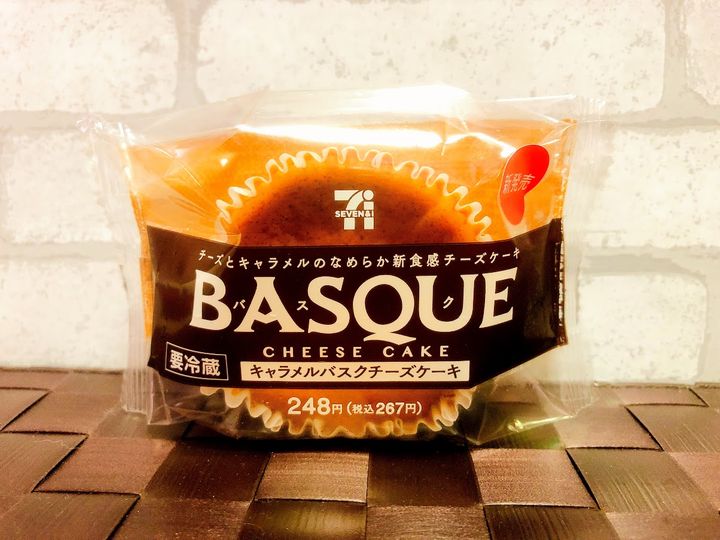 新発売
7i
SEVEN&i
チーズとキャラメルのなめらか新食感チーズケーキ
BASQUE
バスク
CHEESE CAKE
要冷蔵
キャラメルバスクチーズケーキ
248円(税込267円)